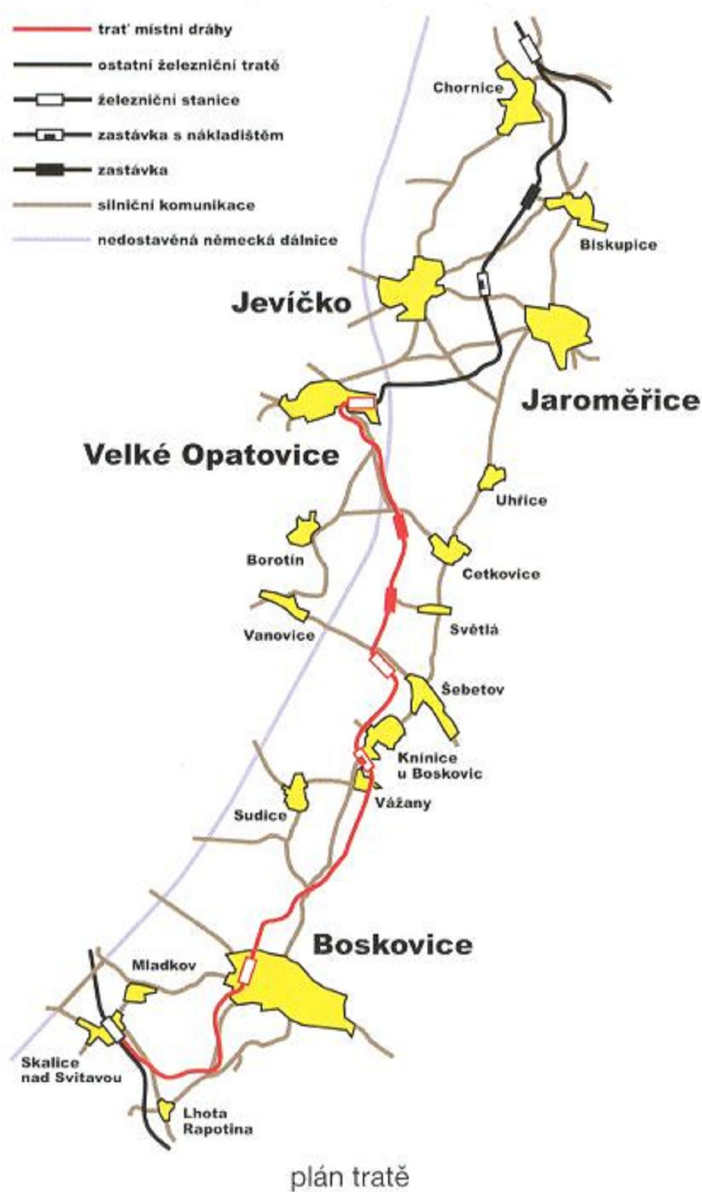 trať místní dráhy
ostatní železniční tratě
železniční stanice
zastávka s nákladištěm
zastávka
silniční komunikace
nedostavěná německá dálnice
Chornice
Biskupice
Jevíčko
Jaroměřice
Velké Opatovice
Uhřice
Borotín
Cetkovice
Vanovice
Světlá
Šebetov
Knínice
u Boskovic
Vážany
Sudice
Boskovice
Mladkov
Skalice
nad Svitavou
Lhota
Rapotina
plán tratě